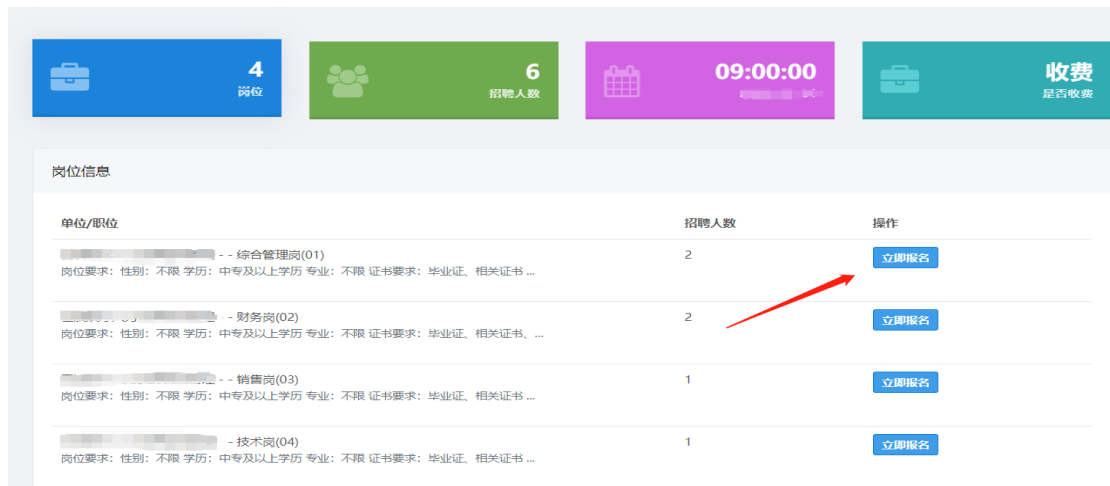 4
岗位
6
招聘人数
09:00:00
收费
是否收费
岗位信息
单位/职位 招聘人数 操作
- - 综合管理岗(01) 2 立即报名
岗位要求：性别：不限 学历：中专及以上学历 专业：不限 证书要求：毕业证、相关证书 ...
- 财务岗(02) 2 立即报名
岗位要求：性别：不限 学历：中专及以上学历 专业：不限 证书要求：毕业证、相关证书、...
- - 销售岗(03) 1 立即报名
岗位要求：性别：不限 学历：中专及以上学历 专业：不限 证书要求：毕业证、相关证书 ...
- 技术岗(04) 1 立即报名
岗位要求：性别：不限 学历：中专及以上学历 专业：不限 证书要求：毕业证、相关证书 ...